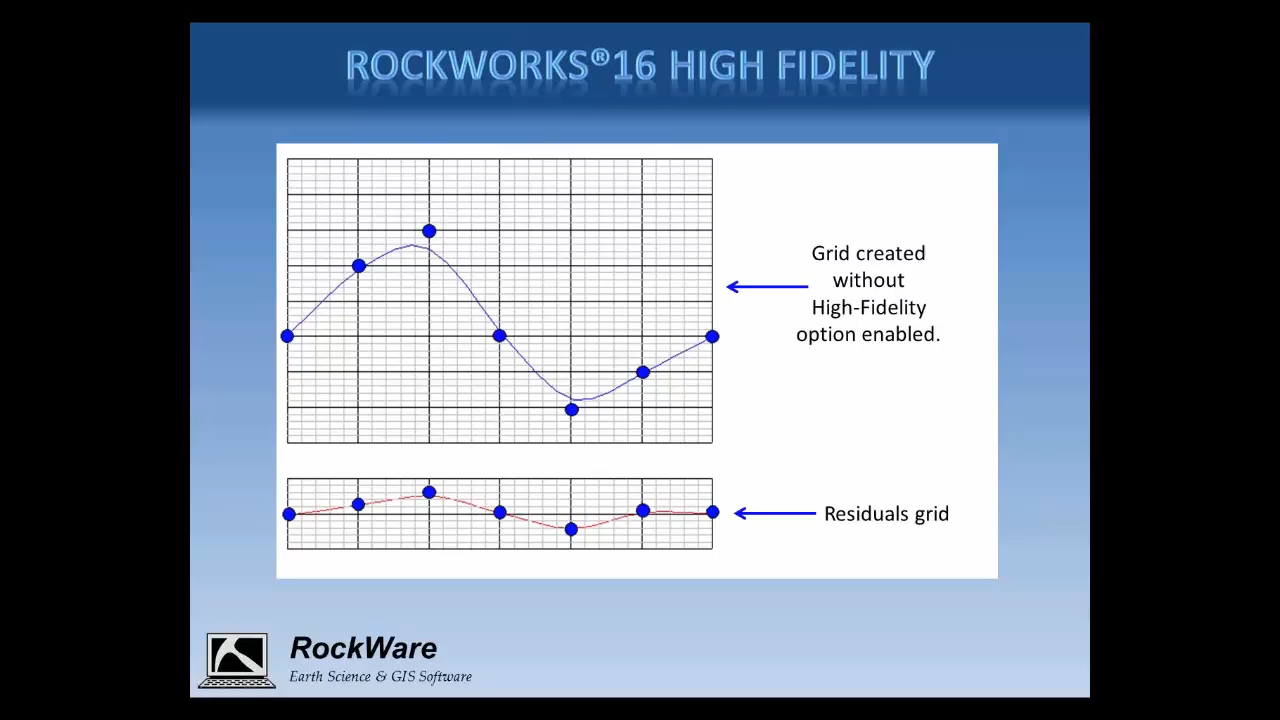 ROCKWORKS®16 HIGH FIDELITY
Grid created
without
High-Fidelity
option enabled.
Residuals grid
RockWare
Earth Science & GIS Software